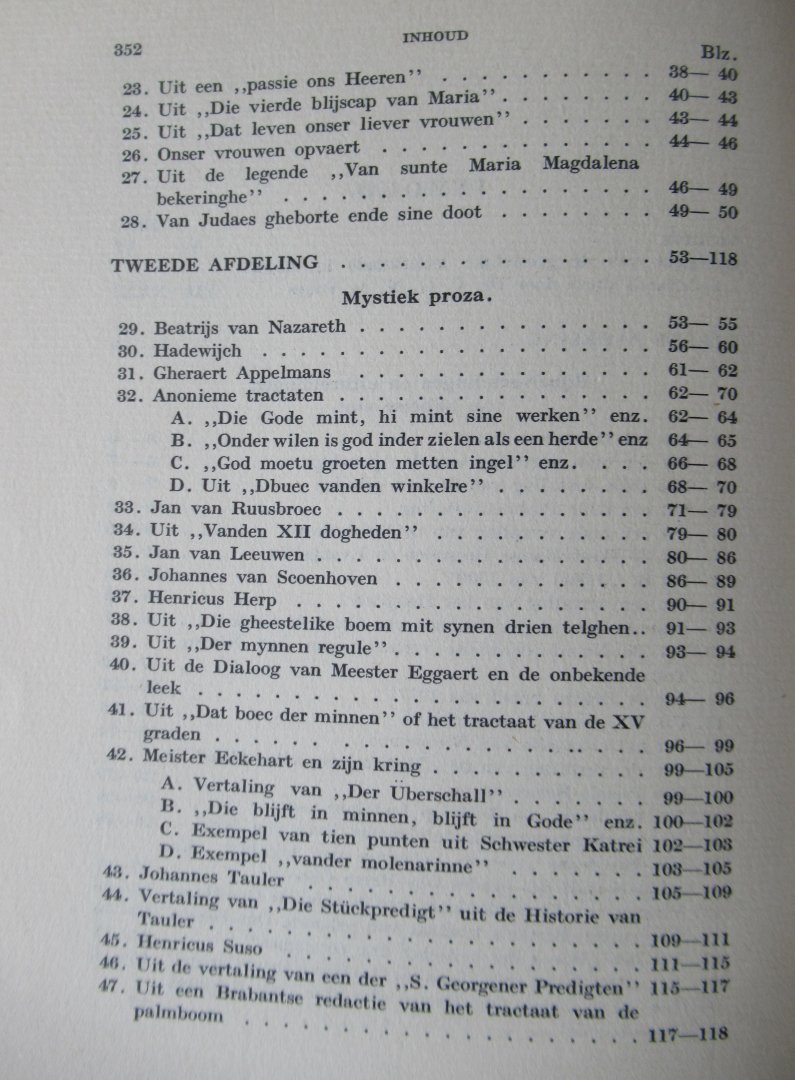 352 INHOUD
Blz.
23. Uit een ,,passie ons Heeren’’ . . . . . . . . . . . 38— 40
24. Uit ,,Die vierde blijscap van Maria’’ . . . . . . . . 40— 43
25. Uit ,,Dat leven onser liever vrouwen’’ . . . . . . . 43— 44
26. Onser vrouwen opvaert . . . . . . . . . . . . . . 44— 46
27. Uit de legende ,,Van sunte Maria Magdalena
bekeringhe’’ . . . . . . . . . . . . . . . . . . . 46— 49
28. Van Judaes gheborte ende sine doot . . . . . . . . 49— 50
TWEEDE AFDELING . . . . . . . . . . . . . . . . 53—118
Mystiek proza.
29. Beatrijs van Nazareth . . . . . . . . . . . . . . . 53— 55
30. Hadewijch . . . . . . . . . . . . . . . . . . . . 56— 60
31. Gheraert Appelmans . . . . . . . . . . . . . . . 61— 62
32. Anonieme tractaten . . . . . . . . . . . . . . . . 62— 70
A. ,,Die Gode mint, hi mint sine werken’’ enz. 62— 64
B. ,,Onder wilen is god inder zielen als een herde’’ enz 64— 65
C. ,,God moetu groeten metten ingel’’ enz. . . . 66— 68
D. Uit ,,Dbuec vanden winkelre’’ . . . . . . . . 68— 70
33. Jan van Ruusbroec . . . . . . . . . . . . . . . . 71— 79
34. Uit ,,Vanden XII dogheden’’ . . . . . . . . . . . 79— 80
35. Jan van Leeuwen . . . . . . . . . . . . . . . . . 80— 86
36. Johannes van Scoenhoven . . . . . . . . . . . . . 86— 89
37. Henricus Herp . . . . . . . . . . . . . . . . . . 90— 91
38. Uit ,,Die gheestelike boem mit synen drien telghen.. 91— 93
39. Uit ,,Der mynnen regule’’ . . . . . . . . . . . . . 93— 94
40. Uit de Dialoog van Meester Eggaert en de onbekende
leek . . . . . . . . . . . . . . . . . . . . . . . 94— 96
41. Uit ,,Dat boec der minnen’’ of het tractaat van de XV
graden . . . . . . . . . . . . . . . . . . . . . . 96— 99
42. Meister Eckehart en zijn kring . . . . . . . . . . . 99—105
A. Vertaling van ,,Der Überschall’’ . . . . . . . 99—100
B. ,,Die blijft in minnen, blijft in Gode’’ enz. 100—102
C. Exempel van tien punten uit Schwester Katrei 102—103
D. Exempel ,,vander molenarinne’’ . . . . . . . 103—105
43. Johannes Tauler . . . . . . . . . . . . . . . . . 105—109
44. Vertaling van ,,Die Stückpredigt’’ uit de Historie van
Tauler . . . . . . . . . . . . . . . . . . . . . . 109—111
45. Henricus Suso . . . . . . . . . . . . . . . . . . 111—115
46. Uit de vertaling van een der ,,S. Georgener Predigten’’ 115—117
47. Uit een Brabantse redactie van het tractaat van de
palmboom . . . . . . . . . . . . . . . . . . . . 117—118